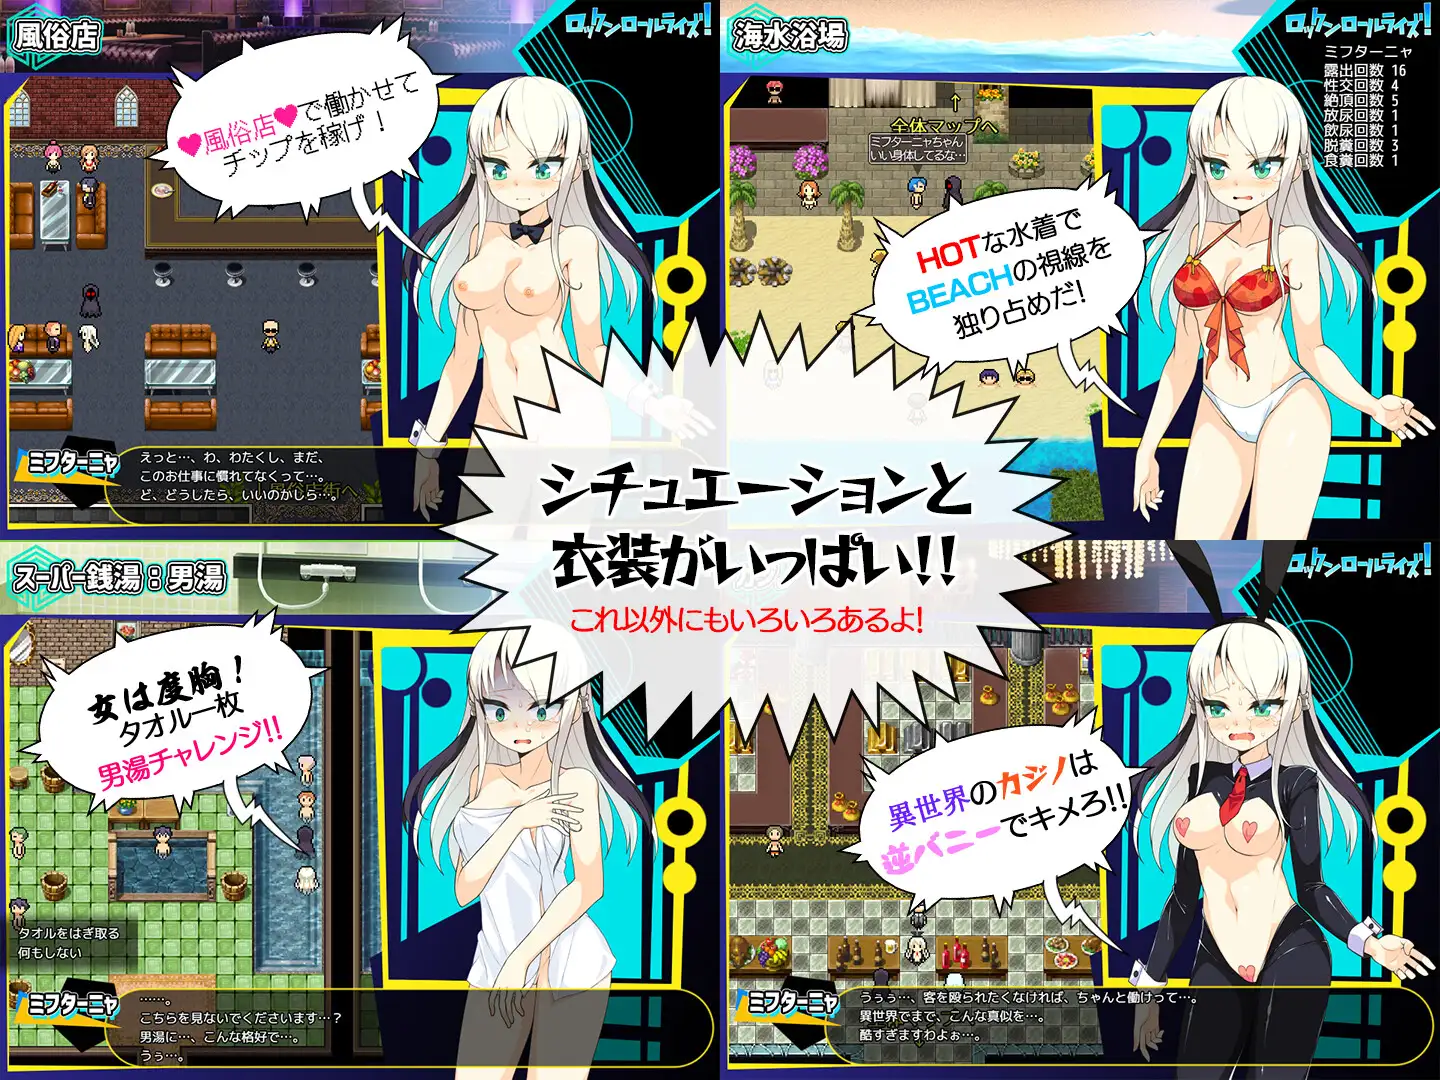 風俗店
ロックンロールライズ!
♥風俗店♥で働かせて
チップを稼げ！
ミフターニャ
えっと…、わ、わたくし、まだ、
このお仕事に慣れてなくって…。
ど、どうしたら、いいのかしら…。
海水浴場
ロックンロールライズ!
ミフターニャ
露出回数 16
性交回数 4
絶頂回数 5
放尿回数 1
飲尿回数 1
脱糞回数 3
食糞回数 1
↑
全体マップへ
ミフターニャちゃん
いい身体してるな…
HOTな水着で
BEACHの視線を
独り占めだ!
シチュエーションと
衣装がいっぱい!!
これ以外にもいろいろあるよ!
スーパー銭湯：男湯
女は度胸！
タオル一枚
男湯チャレンジ!!
タオルをはぎ取る
何もしない
ミフターニャ
……。
こちらを見ないでくださいます…？
男湯に…、こんな格好で…。
うぅ…。
ロックンロールライズ!
異世界のカジノは
逆バニーでキメろ!!
ミフターニャ
うぅぅ…、客を殴られたくなければ、ちゃんと働けって…。
異世界でまで、こんな真似を…。
酷すぎますわよぉ…。